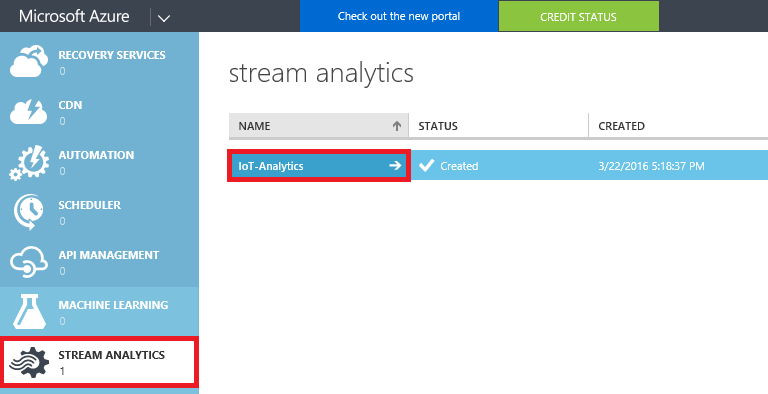 Microsoft Azure
Check out the new portal
CREDIT STATUS
RECOVERY SERVICES
0
CDN
0
AUTOMATION
0
SCHEDULER
0
API MANAGEMENT
0
MACHINE LEARNING
0
STREAM ANALYTICS
1
stream analytics
NAME STATUS CREATED
IoT-Analytics Created 3/22/2016 5:18:37 PM